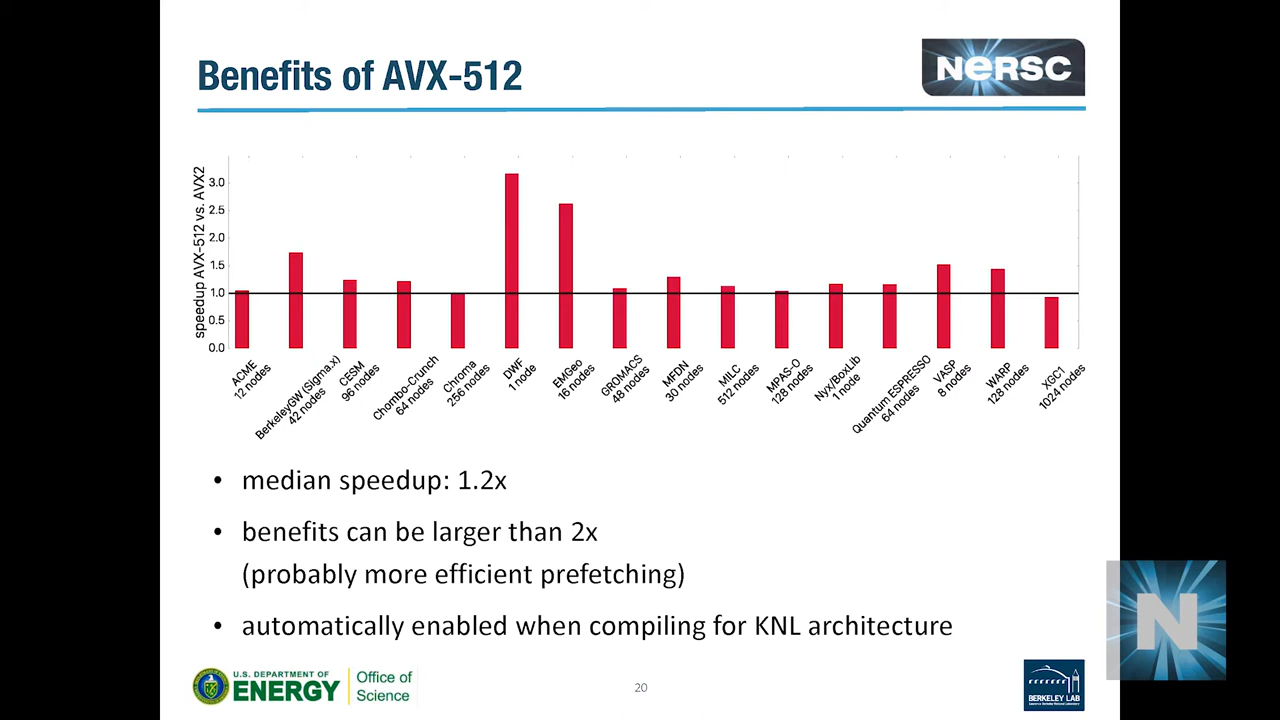 Benefits of AVX-512
NERSC
speedup AVX-512 vs. AVX2
3.0
2.5
2.0
1.5
1.0
0.5
0.0
ACME
12 nodes
BerkeleyGW (Sigma.x)
42 nodes
CESM
96 nodes
Chombo-Crunch
64 nodes
Chroma
256 nodes
DWF
1 node
EMGeo
16 nodes
GROMACS
48 nodes
MFDN
30 nodes
MILC
512 nodes
MPAS-O
128 nodes
Nyx/BoxLib
1 node
Quantum ESPRESSO
64 nodes
VASP
8 nodes
WARP
128 nodes
XGC1
1024 nodes
• median speedup: 1.2x
• benefits can be larger than 2x
(probably more efficient prefetching)
• automatically enabled when compiling for KNL architecture
N
U.S. DEPARTMENT OF
ENERGY
Office of
Science
20
BERKELEY LAB